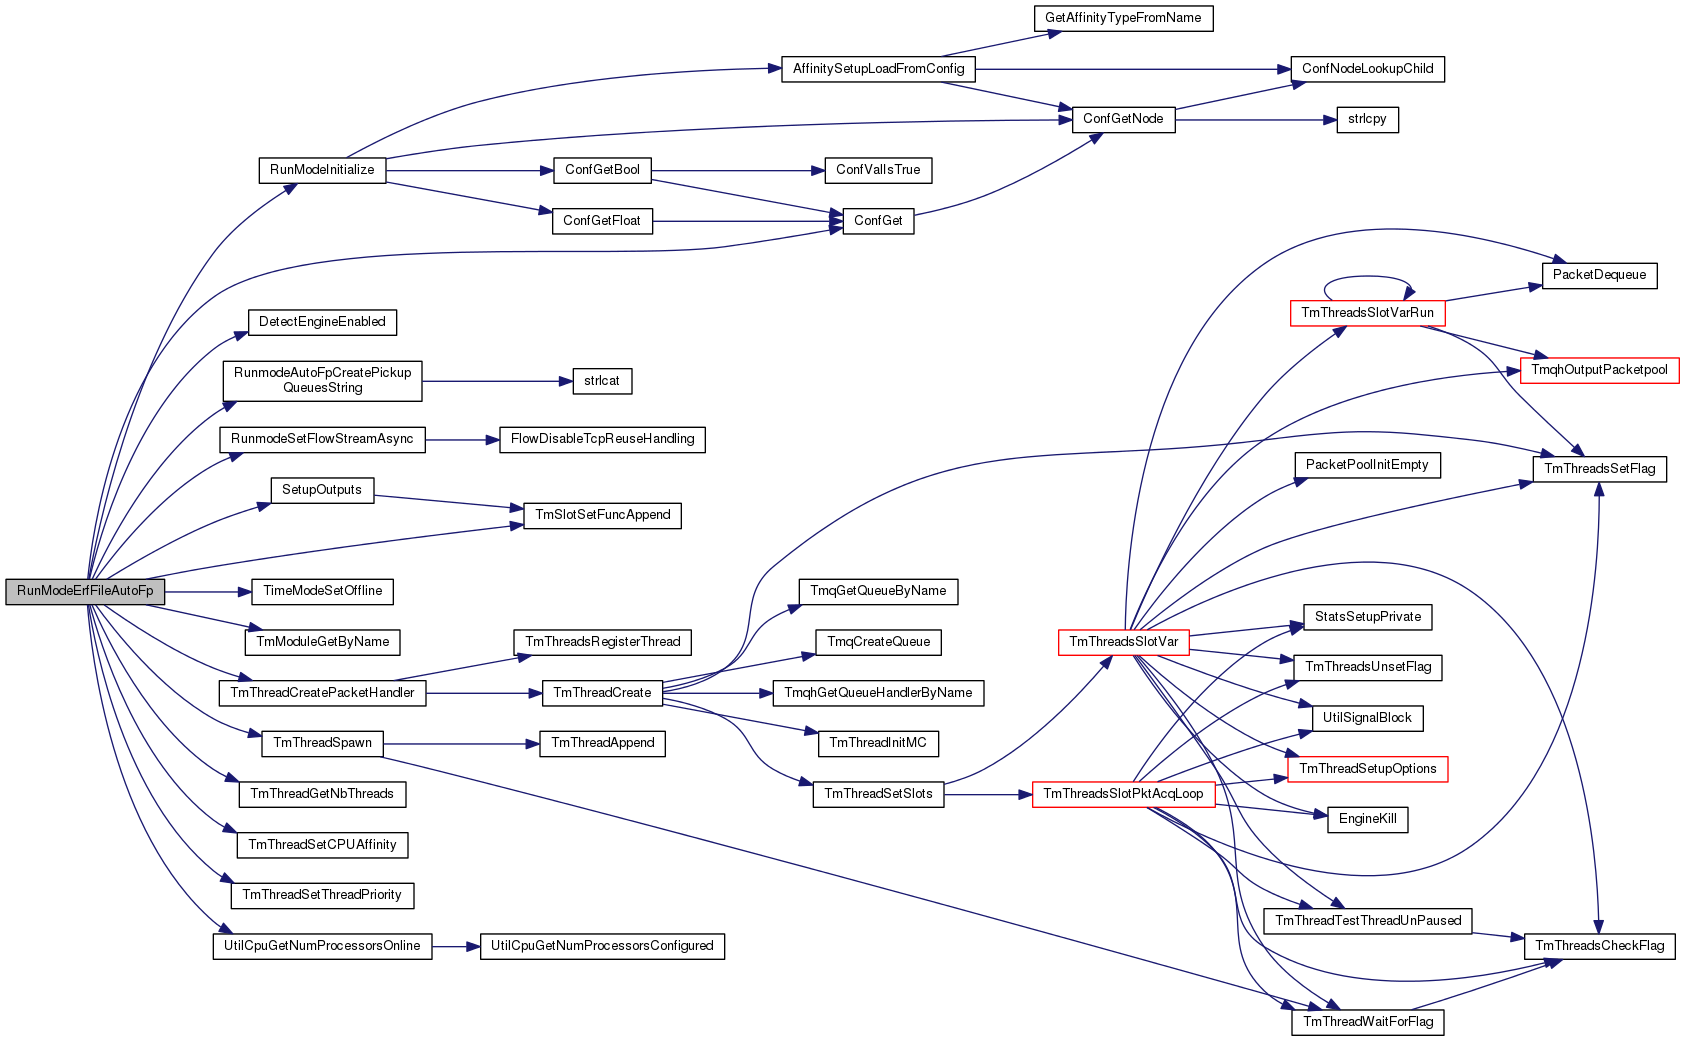 GetAffinityTypeFromName
AffinitySetupLoadFromConfig
ConfNodeLookupChild
ConfGetNode
strlcpy
RunModeInitialize
ConfGetBool
ConfValIsTrue
ConfGetFloat
ConfGet
PacketDequeue
TmThreadsSlotVarRun
DetectEngineEnabled
TmqhOutputPacketpool
RunmodeAutoFpCreatePickup
QueuesString
strlcat
RunmodeSetFlowStreamAsync
FlowDisableTcpReuseHandling
PacketPoolInitEmpty
TmThreadsSetFlag
SetupOutputs
TmSlotSetFuncAppend
RunModeErfFileAutoFp
TimeModeSetOffline
TmqGetQueueByName
StatsSetupPrivate
TmModuleGetByName
TmThreadsRegisterThread
TmqCreateQueue
TmThreadsSlotVar
TmThreadsUnsetFlag
TmThreadCreatePacketHandler
TmThreadCreate
TmqhGetQueueHandlerByName
UtilSignalBlock
TmThreadSpawn
TmThreadAppend
TmThreadInitMC
TmThreadSetupOptions
TmThreadGetNbThreads
TmThreadSetSlots
TmThreadsSlotPktAcqLoop
EngineKill
TmThreadSetCPUAffinity
TmThreadSetThreadPriority
TmThreadTestThreadUnPaused
UtilCpuGetNumProcessorsOnline
UtilCpuGetNumProcessorsConfigured
TmThreadsCheckFlag
TmThreadWaitForFlag